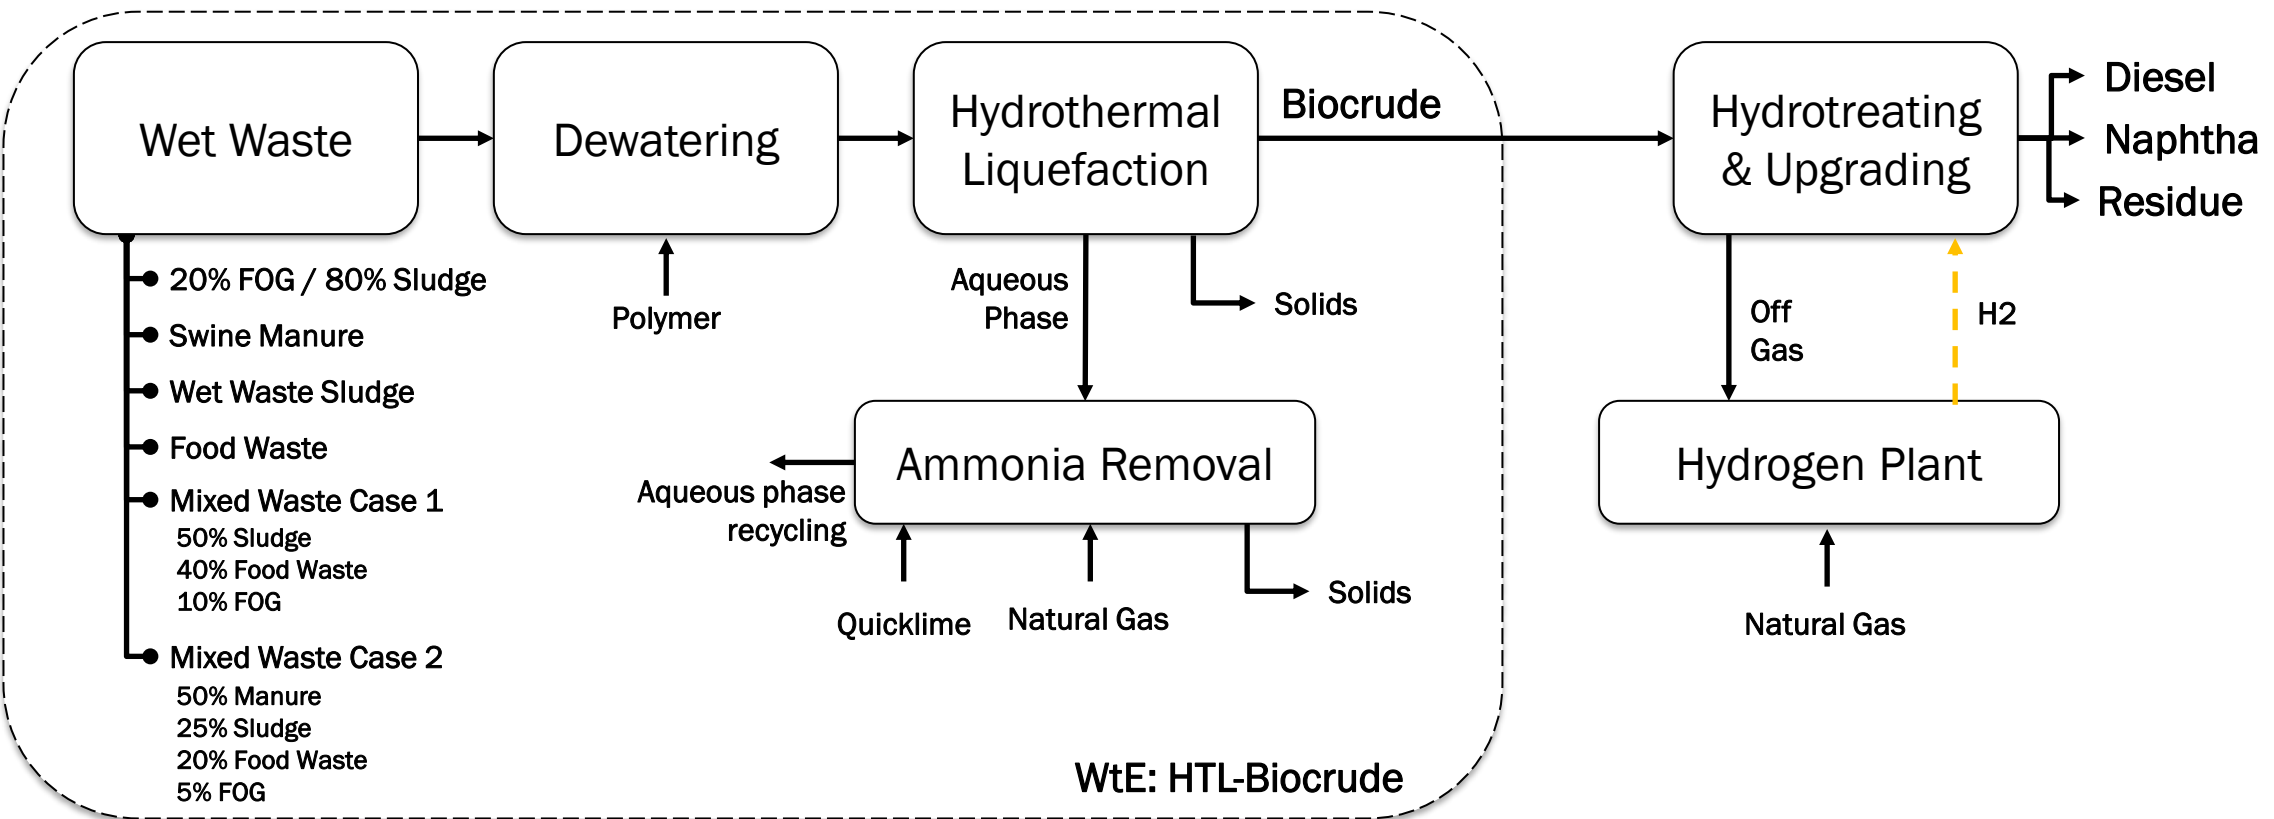 Wet Waste
Dewatering
Hydrothermal
Liquefaction
Biocrude
Hydrotreating
& Upgrading
Diesel
Naphtha
Residue
20% FOG / 80% Sludge
Swine Manure
Wet Waste Sludge
Food Waste
Mixed Waste Case 1
50% Sludge
40% Food Waste
10% FOG
Mixed Waste Case 2
50% Manure
25% Sludge
20% Food Waste
5% FOG
Polymer
Aqueous
Phase
Solids
Off
Gas
H2
Ammonia Removal
Hydrogen Plant
Aqueous phase
recycling
Quicklime
Natural Gas
Solids
Natural Gas
WtE: HTL-Biocrude